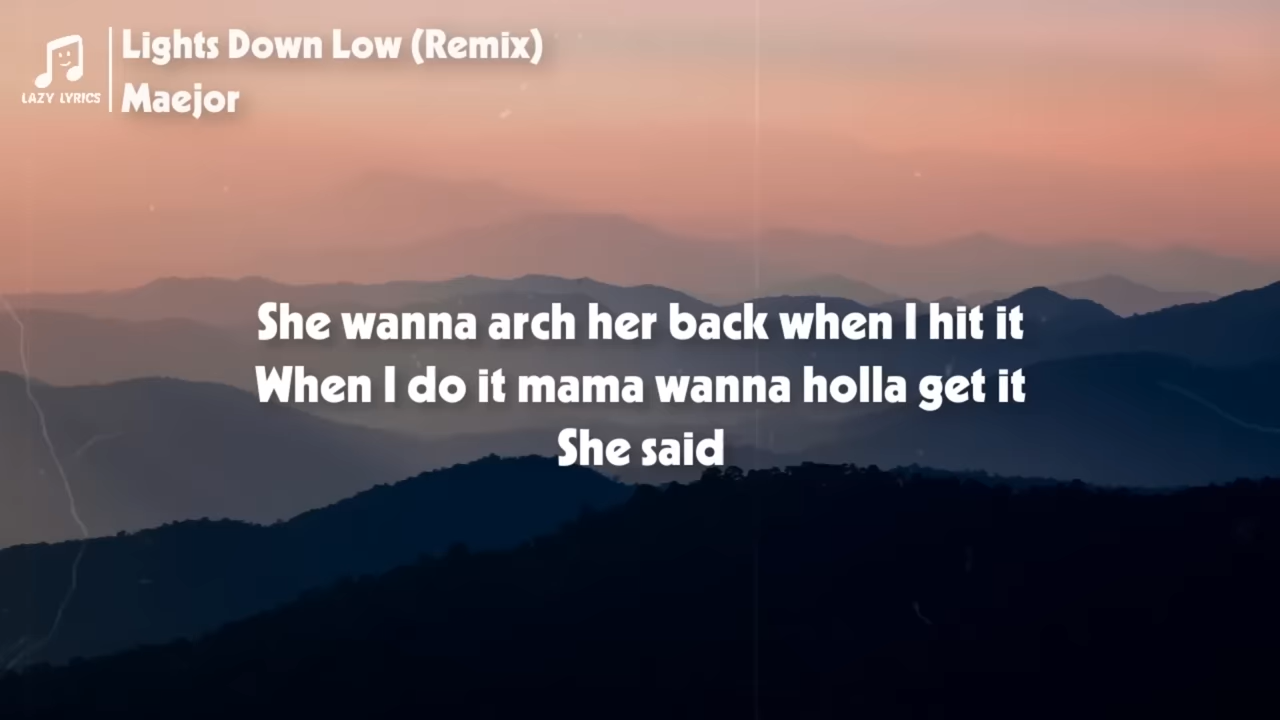 Lights Down Low (Remix)
Maejor
LAZY LYRICS
She wanna arch her back when I hit it
When I do it mama wanna holla get it
She said